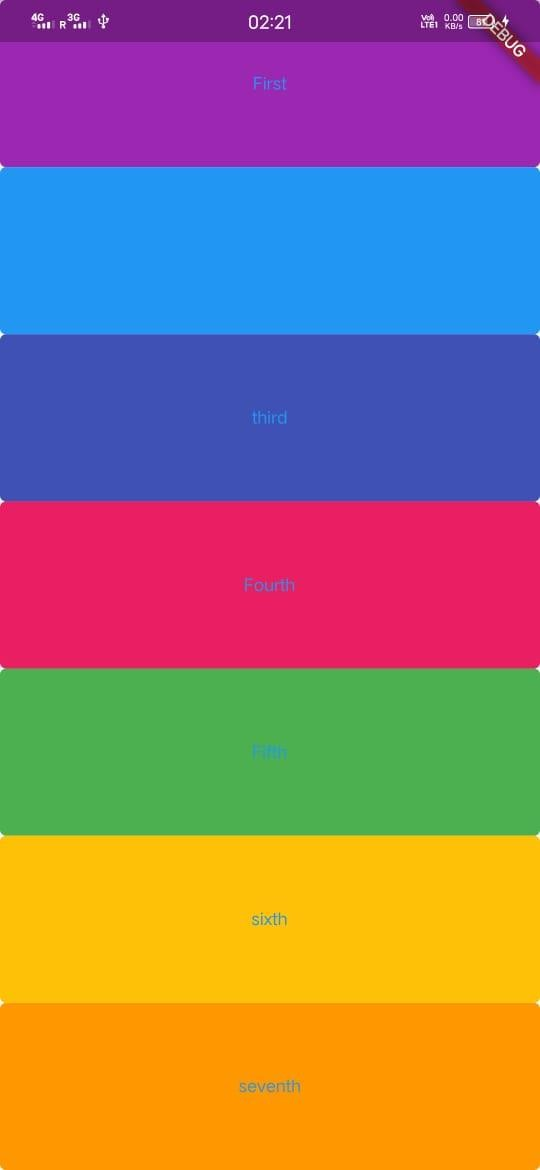 4G R 3G 02:21 Vo) LTE1 0.00 KB/s
DEBUG
First
third
Fourth
Fifth
sixth
seventh